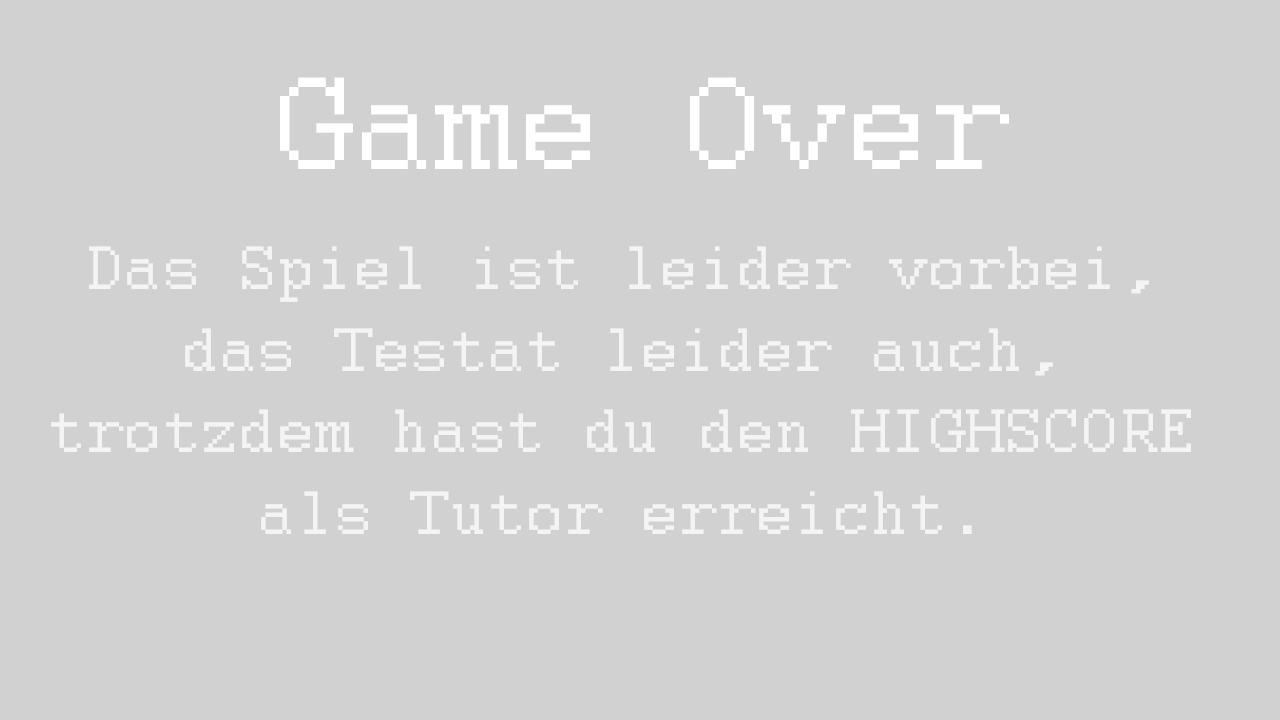 Game Over
Das Spiel ist leider vorbei,
das Testat leider auch,
trotzdem hast du den HIGHSCORE
als Tutor erreicht.